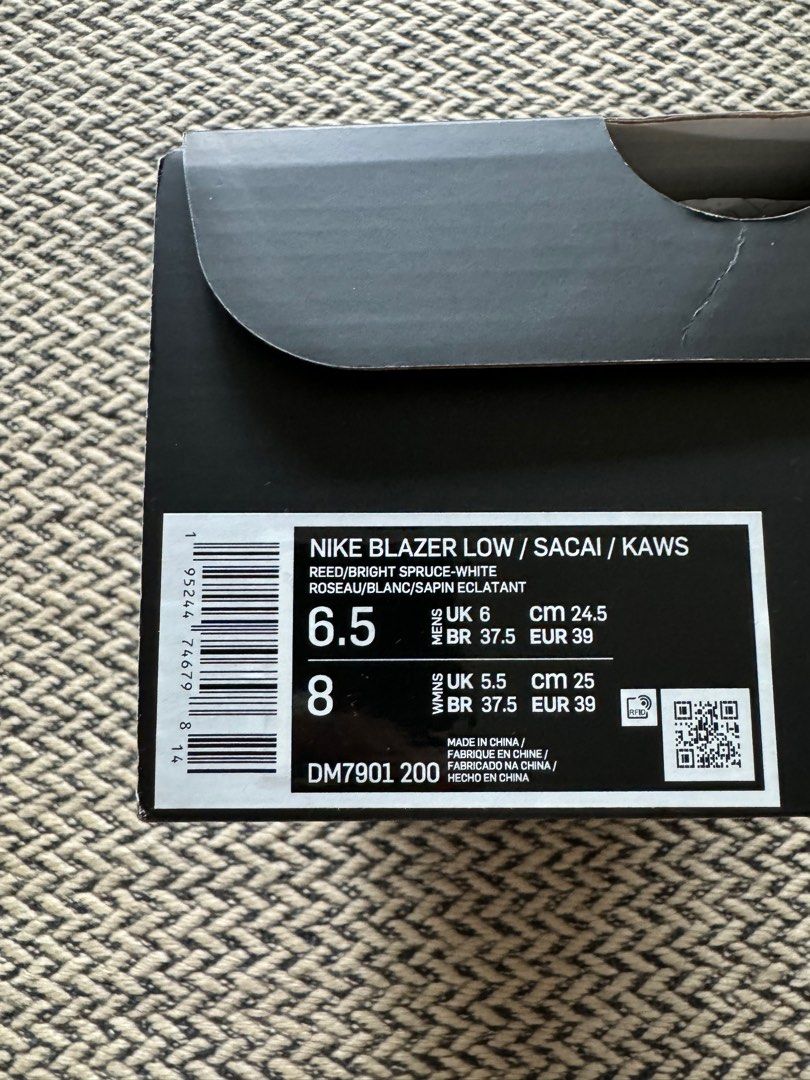 NIKE BLAZER LOW / SACAI / KAWS
REED/BRIGHT SPRUCE-WHITE
ROSEAU/BLANC/SAPIN ECLATANT
6.5 MENS UK 6 cm 24.5
BR 37.5 EUR 39
8 WMNS UK 5.5 cm 25
BR 37.5 EUR 39
RFID
DM7901 200
MADE IN CHINA /
FABRIQUE EN CHINE /
FABRICADO NA CHINA /
HECHO EN CHINA
1 95244 74679 8 14